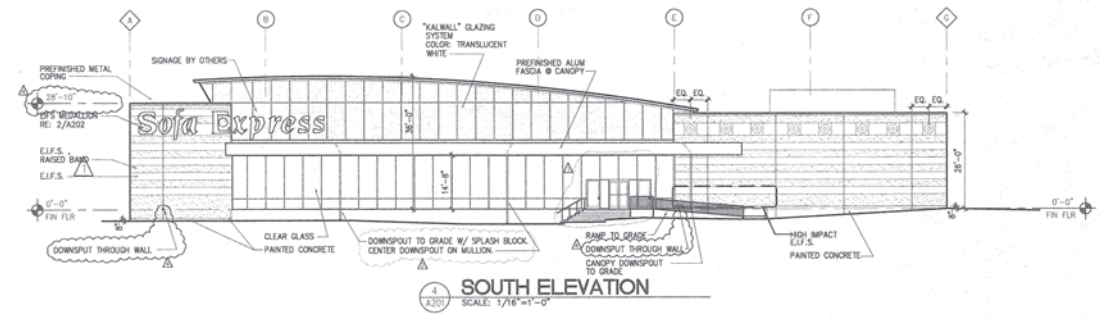 A
B
C
D
E
F
G
"KALWALL" GLAZING
SYSTEM
COLOR: TRANSLUCENT
WHITE
SIGNAGE BY OTHERS
PREFINISHED ALUM
FASCIA @ CANOPY
PREFINISHED METAL
COPING
EQ. EQ.
EQ. EQ.
28'-10"
EIFS MEDALLION
RE: 2/A202
Sofa Express
36'-0"
E.I.F.S.
RAISED BAND
E.I.F.S.
14'-8"
26'-0"
0'-0"
FIN FLR
8"
0'-0"
FIN FLR
8"
DOWNSPUT THROUGH WALL
CLEAR GLASS
PAINTED CONCRETE
DOWNSPOUT TO GRADE W/ SPLASH BLOCK.
CENTER DOWNSPOUT ON MULLION.
RAMP TO GRADE
DOWNSPUT THROUGH WALL
CANOPY DOWNSPOUT
TO GRADE
HIGH IMPACT
E.I.F.S.
PAINTED CONCRETE
4
A201
SOUTH ELEVATION
SCALE: 1/16"=1'-0"